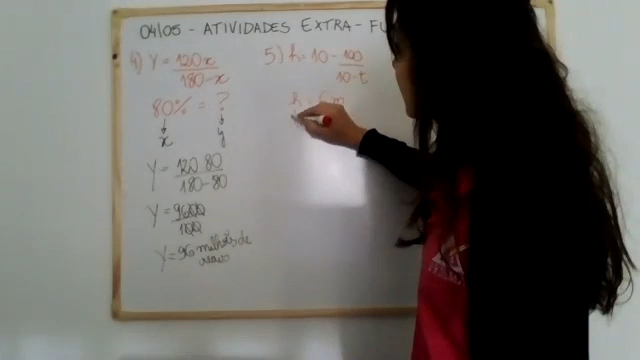 04/05 - ATIVIDADES EXTRA - FU
4) Y = 120x
180-x
80% = ?
x y
Y = 120.80
180-80
Y = 9600
100
Y = 96 milhões de
reais
5) h = 10 - 100
10-t
h =